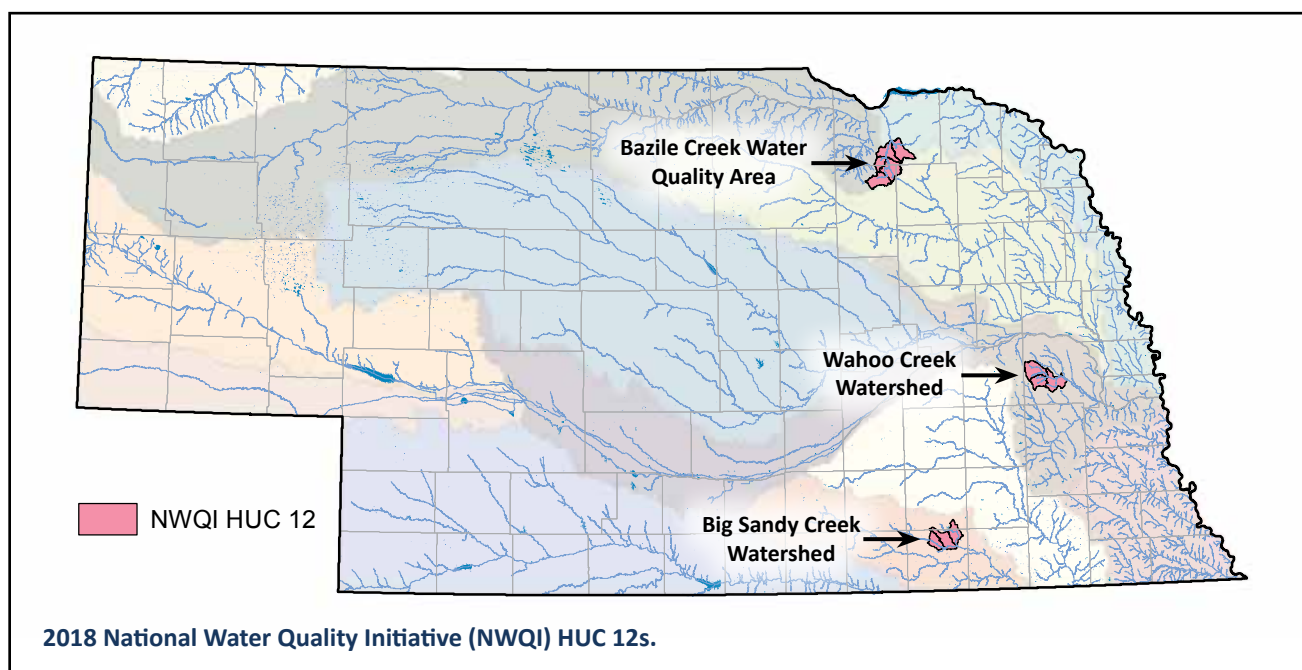 Bazile Creek Water
Quality Area
Wahoo Creek
Watershed
Big Sandy Creek
Watershed
NWQI HUC 12
2018 National Water Quality Initiative (NWQI) HUC 12s.